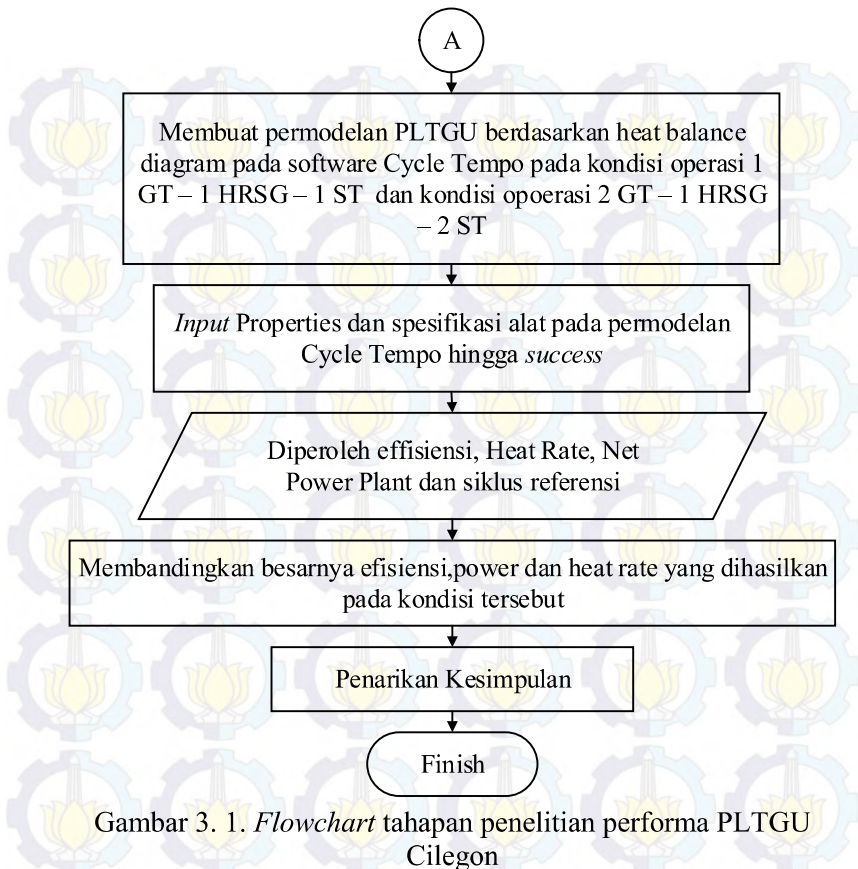 A
Membuat permodelan PLTGU berdasarkan heat balance
diagram pada software Cycle Tempo pada kondisi operasi 1
GT – 1 HRSG – 1 ST dan kondisi opoerasi 2 GT – 1 HRSG
– 2 ST
Input Properties dan spesifikasi alat pada permodelan
Cycle Tempo hingga success
Diperoleh effisiensi, Heat Rate, Net
Power Plant dan siklus referensi
Membandingkan besarnya efisiensi,power dan heat rate yang dihasilkan
pada kondisi tersebut
Penarikan Kesimpulan
Finish
Gambar 3. 1. Flowchart tahapan penelitian performa PLTGU
Cilegon